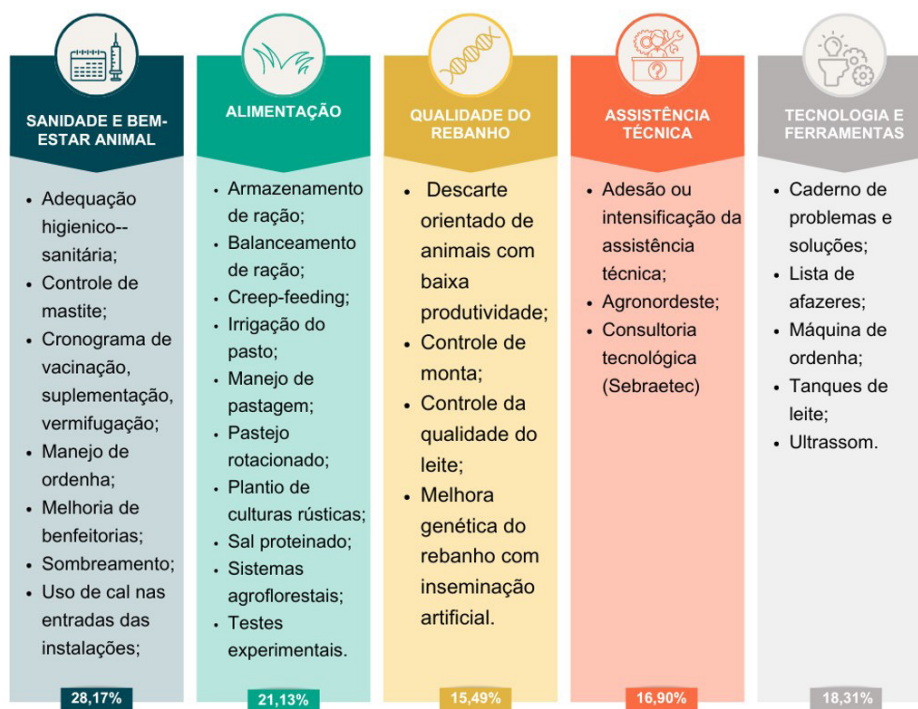 SANIDADE E BEM-
ESTAR ANIMAL
• Adequação
higienico--
sanitária;
• Controle de
mastite;
• Cronograma de
vacinação,
suplementação,
vermifugação;
• Manejo de
ordenha;
• Melhoria de
benfeitorias;
• Sombreamento;
• Uso de cal nas
entradas das
instalações;
28,17%
ALIMENTAÇÃO
• Armazenamento
de ração;
• Balanceamento
de ração;
• Creep-feeding;
• Irrigação do
pasto;
• Manejo de
pastagem;
• Pastejo
rotacionado;
• Plantio de
culturas rústicas;
• Sal proteinado;
• Sistemas
agroflorestais;
• Testes
experimentais.
21,13%
QUALIDADE DO
REBANHO
• Descarte
orientado de
animais com
baixa
produtividade;
• Controle de
monta;
• Controle da
qualidade do
leite;
• Melhora
genética do
rebanho com
inseminação
artificial.
15,49%
ASSISTÊNCIA
TÉCNICA
• Adesão ou
intensificação da
assistência
técnica;
• Agronordeste;
• Consultoria
tecnológica
(Sebraetec)
16,90%
TECNOLOGIA E
FERRAMENTAS
• Caderno de
problemas e
soluções;
• Lista de
afazeres;
• Máquina de
ordenha;
• Tanques de
leite;
• Ultrassom.
18,31%